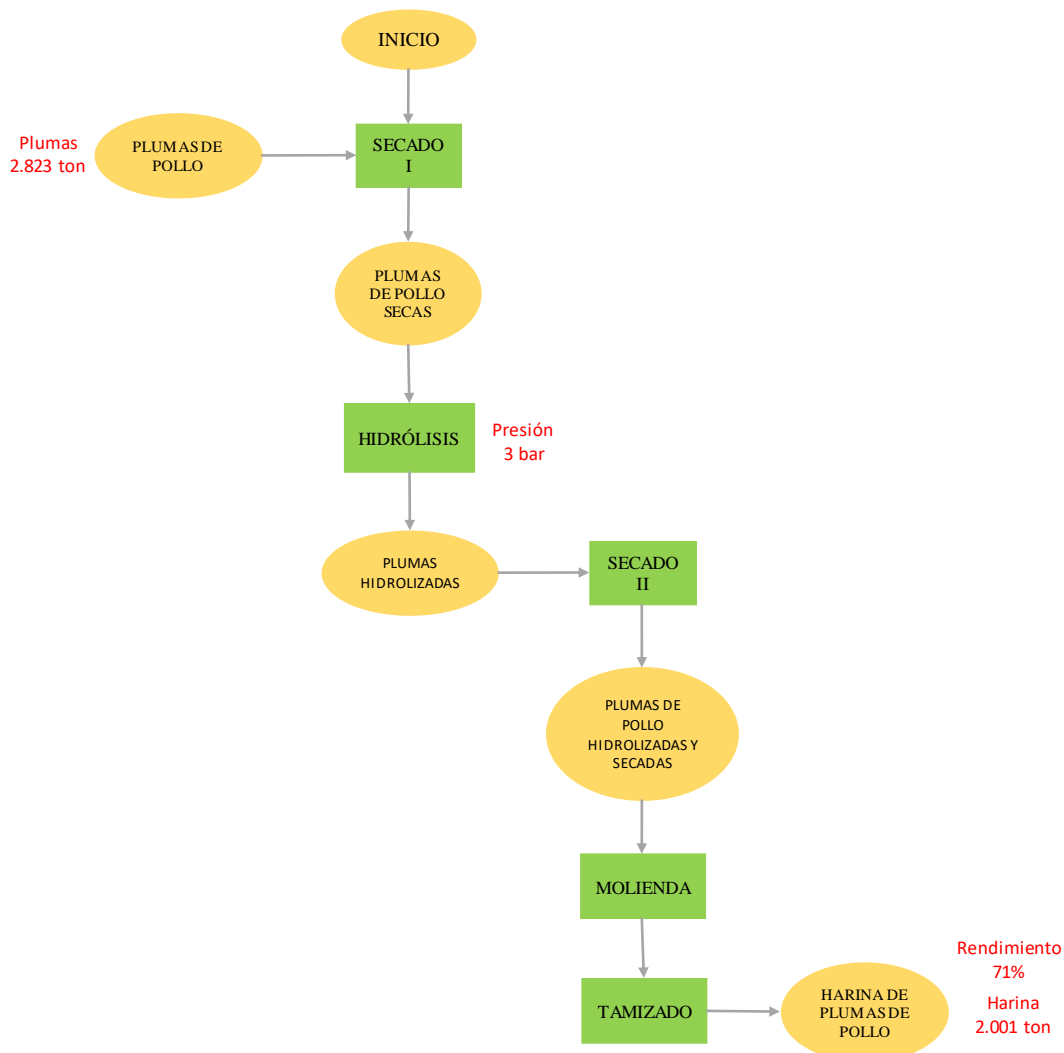 INICIO
Plumas
2.823 ton
PLUMAS DE
POLLO
SECADO
I
PLUMAS
DE POLLO
SECAS
HIDRÓLISIS
Presión
3 bar
PLUMAS
HIDROLIZADAS
SECADO
II
PLUMAS DE
POLLO
HIDROLIZADAS Y
SECADAS
MOLIENDA
TAMIZADO
HARINA DE
PLUMAS DE
POLLO
Rendimiento
71%
Harina
2.001 ton